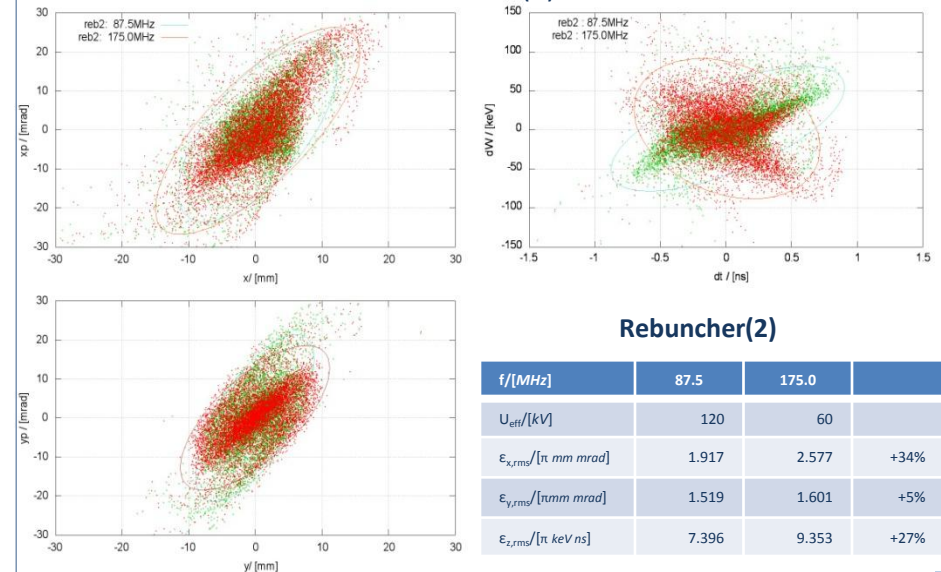 reb2: 87.5MHz
reb2: 175.0MHz
30
20
10
0
-10
-20
-30
xp / [mrad]
-30
-20
-10
0
10
20
30
x/ [mm]
reb2 : 87.5MHz
reb2 : 175.0MHz
150
100
50
0
-50
-100
-150
dW / [keV]
-1.5
-1
-0.5
0
0.5
1
1.5
dt / [ns]
30
20
10
0
-10
-20
-30
yp / [mrad]
-30
-20
-10
0
10
20
30
y/ [mm]
Rebuncher(2)
f/[MHz] 87.5 175.0
U_eff/[kV] 120 60
ε_x,rms/[π mm mrad] 1.917 2.577 +34%
ε_y,rms/[πmm mrad] 1.519 1.601 +5%
ε_z,rms/[π keV ns] 7.396 9.353 +27%